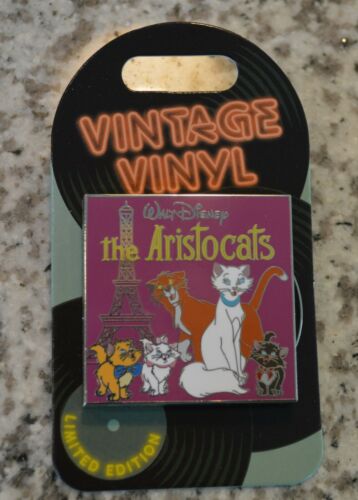 VINTAGE
VINYL
WALT DISNEY
the Aristocats
LIMITED EDITION